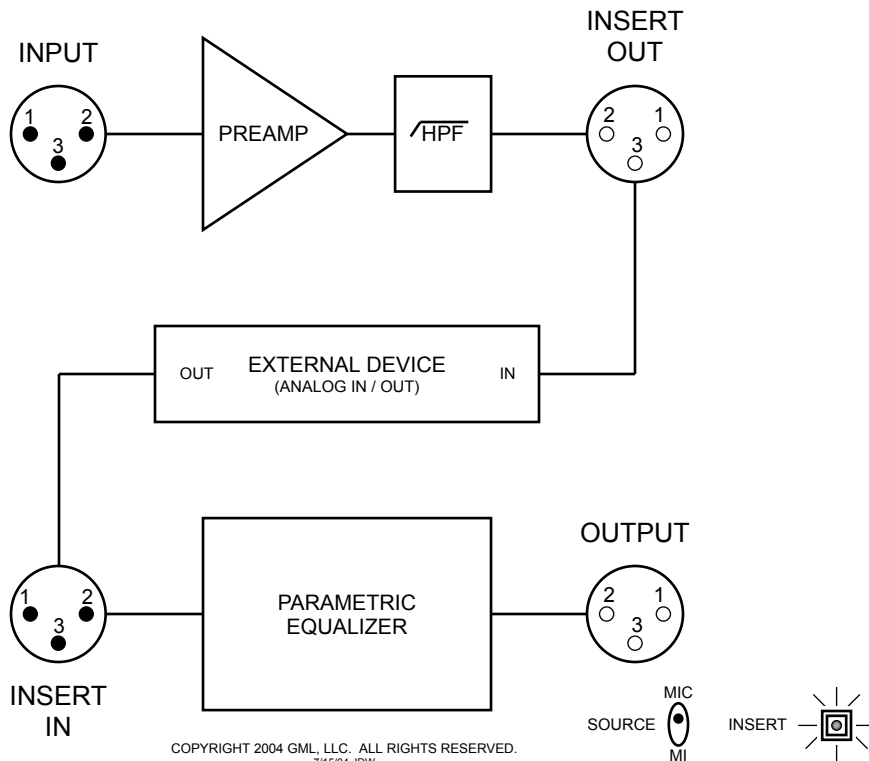 INPUT
INSERT
OUT
1 2
3
PREAMP
HPF
2 1
3
OUT
EXTERNAL DEVICE
(ANALOG IN / OUT)
IN
1 2
3
INSERT
IN
PARAMETRIC
EQUALIZER
OUTPUT
2 1
3
MIC
SOURCE
MI
INSERT
COPYRIGHT 2004 GML, LLC. ALL RIGHTS RESERVED.